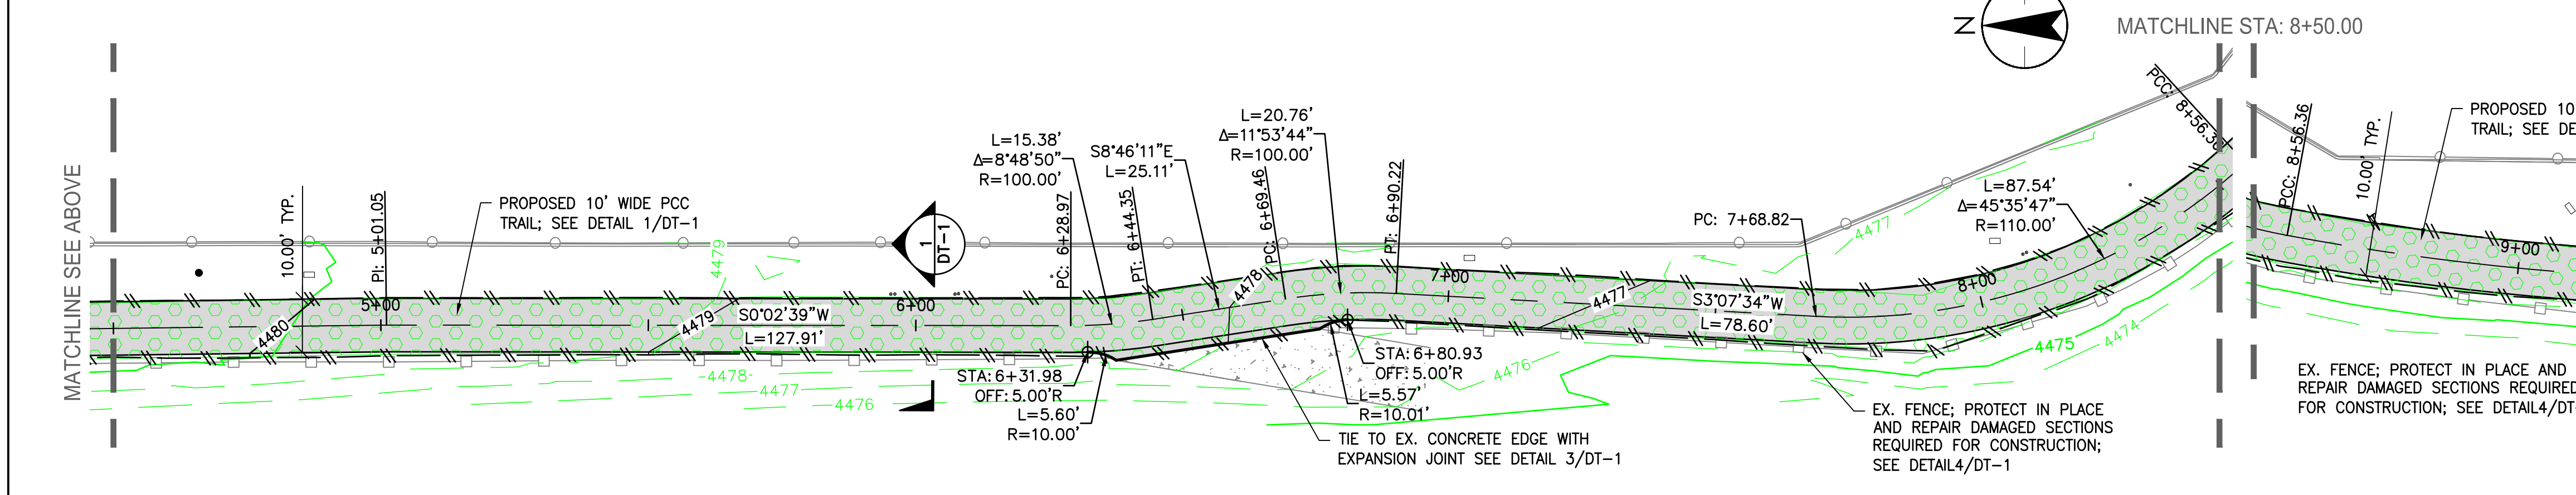 N
MATCHLINE STA: 8+50.00
MATCHLINE SEE ABOVE
10.00' TYP.
PI: 5+01.05
PROPOSED 10' WIDE PCC
TRAIL; SEE DETAIL 1/DT-1
4479
1
DT-1
L=15.38'
Δ=8°48'50"
R=100.00'
PC: 6+28.97
S8°46'11"E
L=25.11'
PT: 6+44.35
L=20.76'
Δ=11°53'44"
R=100.00'
PC: 6+69.46
PT: 6+90.22
PC: 7+68.82
4477
L=87.54'
Δ=45°35'47"
R=110.00'
PCC: 8+56.36
PCC: 8+56.36
10.00' TYP.
PROPOSED 10
TRAIL; SEE DE
4480
5+00
4479
S0°02'39"W
L=127.91'
6+00
4478
7+00
4477
S3°07'34"W
L=78.60'
8+00
9+00
4478
4477
4476
STA: 6+31.98
OFF: 5.00'R
L=5.60'
R=10.00'
STA: 6+80.93
OFF: 5.00'R
L=5.57'
R=10.01'
4476
4475
4474
TIE TO EX. CONCRETE EDGE WITH
EXPANSION JOINT SEE DETAIL 3/DT-1
EX. FENCE; PROTECT IN PLACE
AND REPAIR DAMAGED SECTIONS
REQUIRED FOR CONSTRUCTION;
SEE DETAIL4/DT-1
EX. FENCE; PROTECT IN PLACE AND
REPAIR DAMAGED SECTIONS REQUIRED
FOR CONSTRUCTION; SEE DETAIL4/DT-